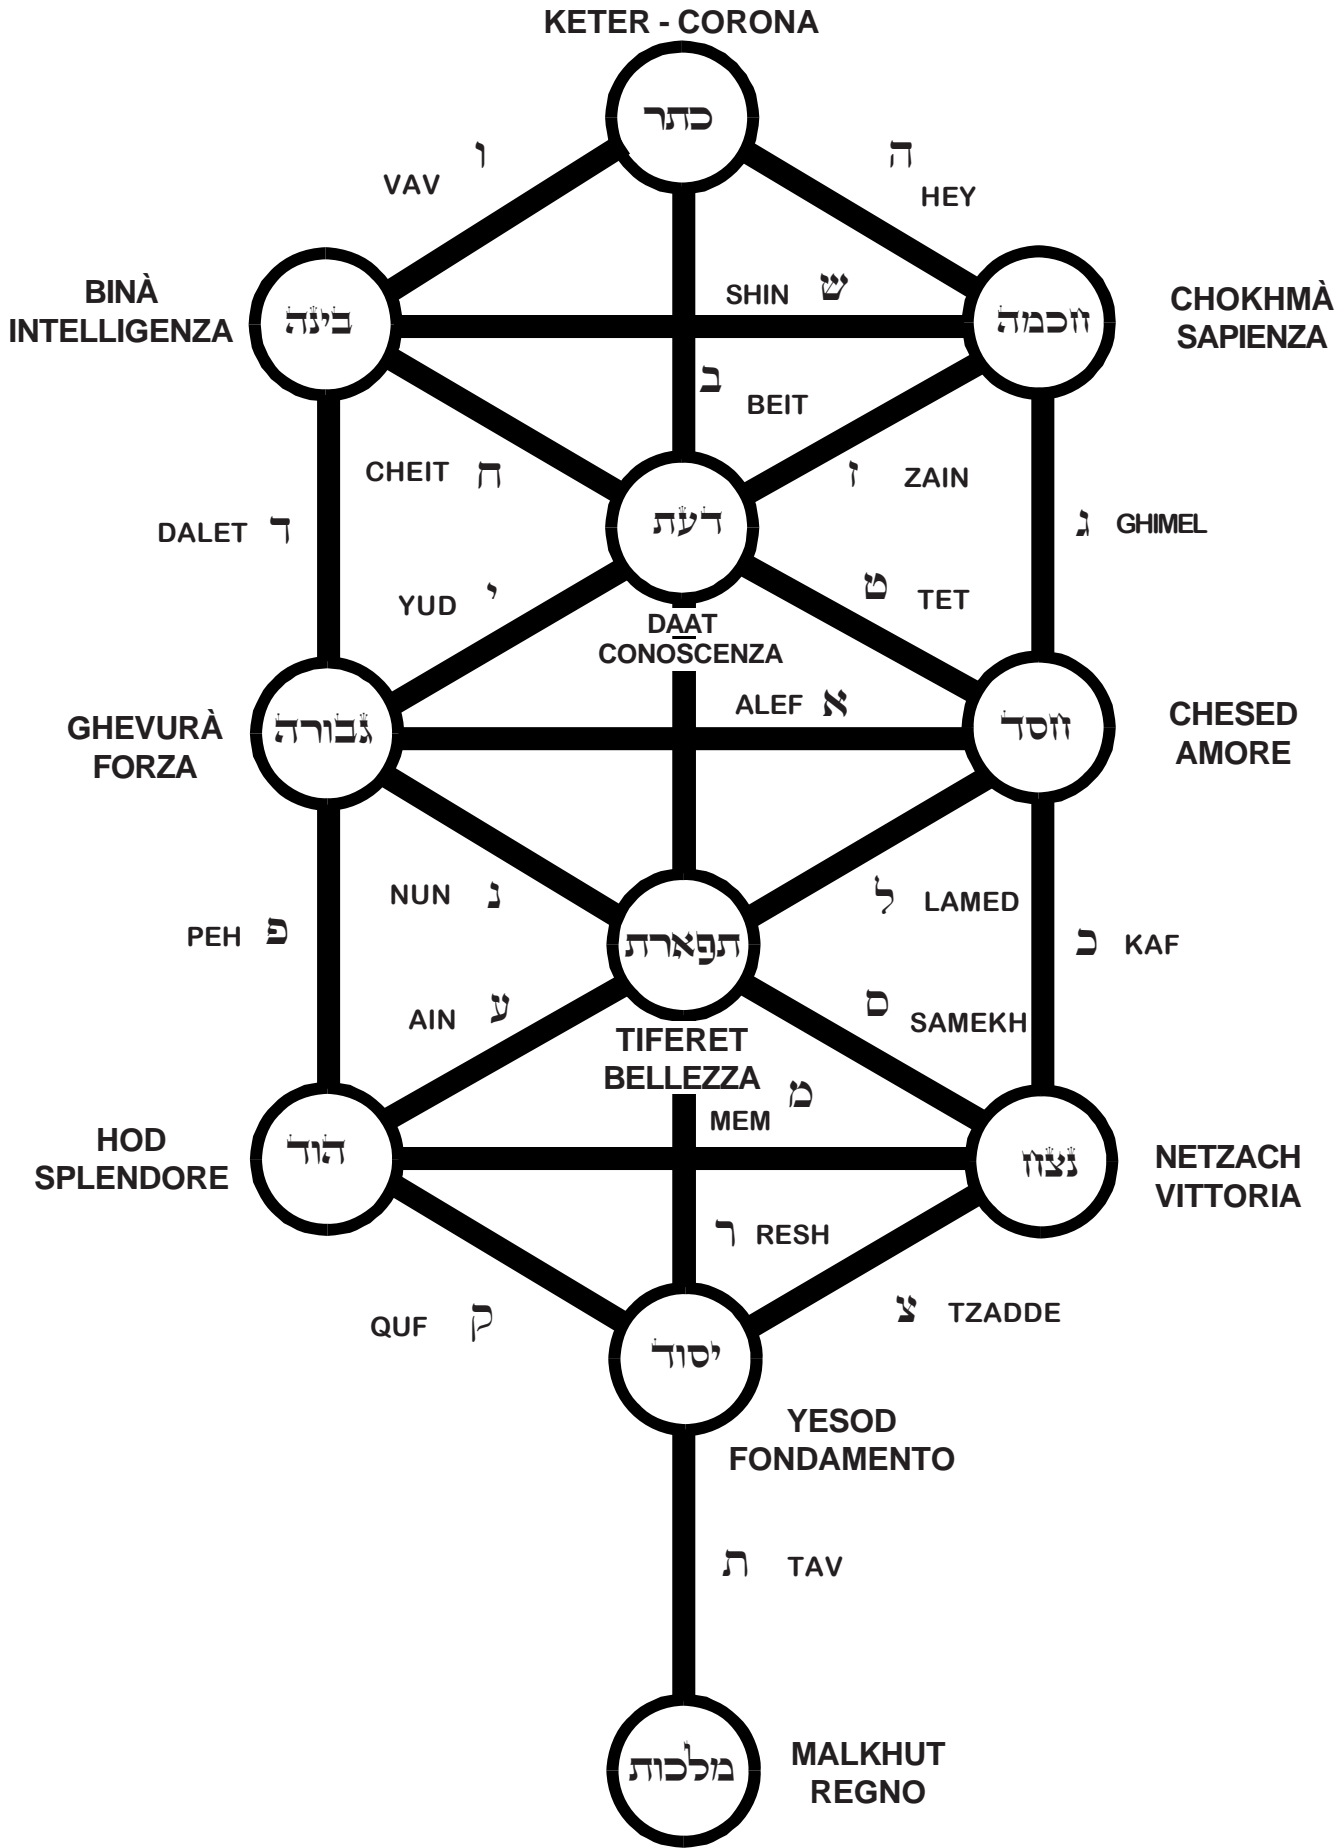 KETER - CORONA
כתר
ו
VAV
ה
HEY
BINÀ
INTELLIGENZA
בינה
SHIN ש
חכמה
CHOKHMÀ
SAPIENZA
ב
BEIT
CHEIT ח
ז ZAIN
DALET ד
דעת
ג GHIMEL
YUD י
ט TET
DAAT
CONOSCENZA
ALEF א
GHEVURÀ
FORZA
גבורה
חסד
CHESED
AMORE
NUN נ
ל LAMED
PEH פ
תפארת
כ KAF
AIN ע
ס SAMEKH
TIFERET
BELLEZZA
מ
MEM
HOD
SPLENDORE
הוד
נצח
NETZACH
VITTORIA
ר RESH
QUF ק
צ TZADDE
יסוד
YESOD
FONDAMENTO
ת TAV
מלכות
MALKHUT
REGNO